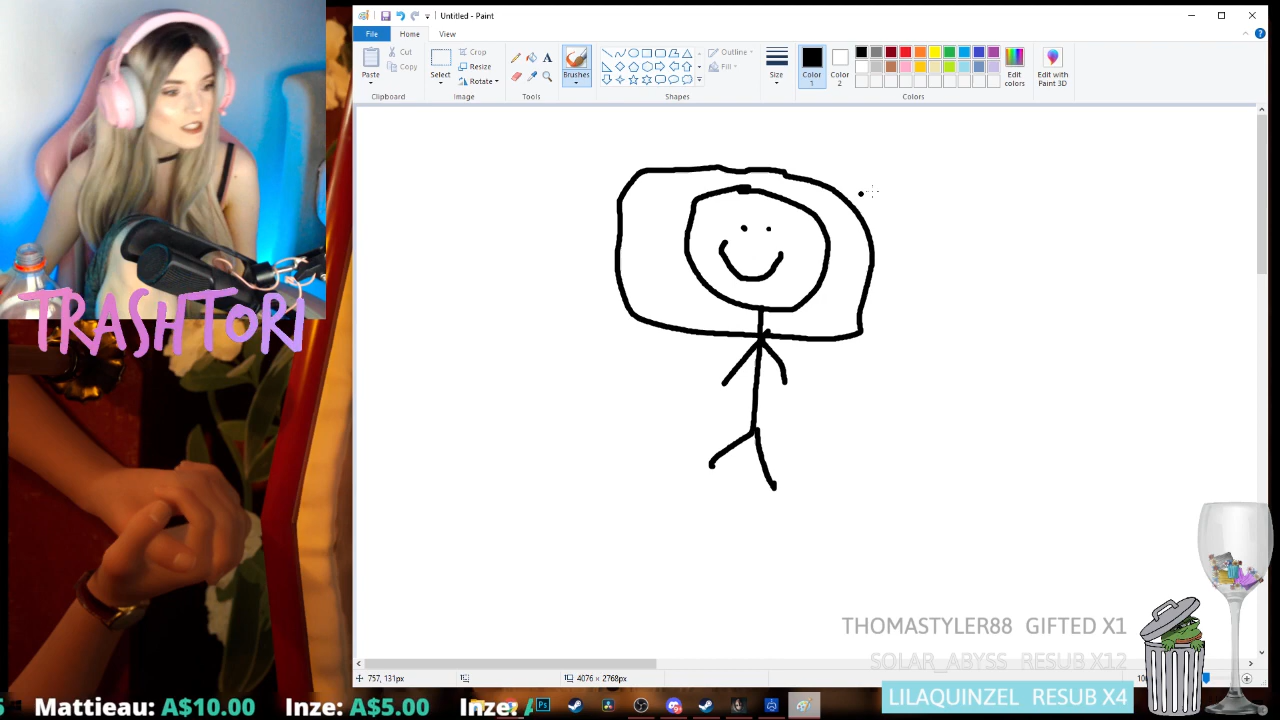 Untitled - Paint
File Home View
Paste
Cut
Copy
Clipboard
Select
Crop
Resize
Rotate
Image
Tools
Brushes
Shapes
Outline
Fill
Size
Color 1
Color 2
Colors
Edit colors
Edit with Paint 3D
TRASHTORI
THOMASTYLER88 GIFTED X1
SOLAR_ABYSS RESUB X12
LILAQUINZEL RESUB X4
757, 131px
4076 × 2768px
Mattieau: A$10.00 Inze: A$5.00 Inze:
Ps